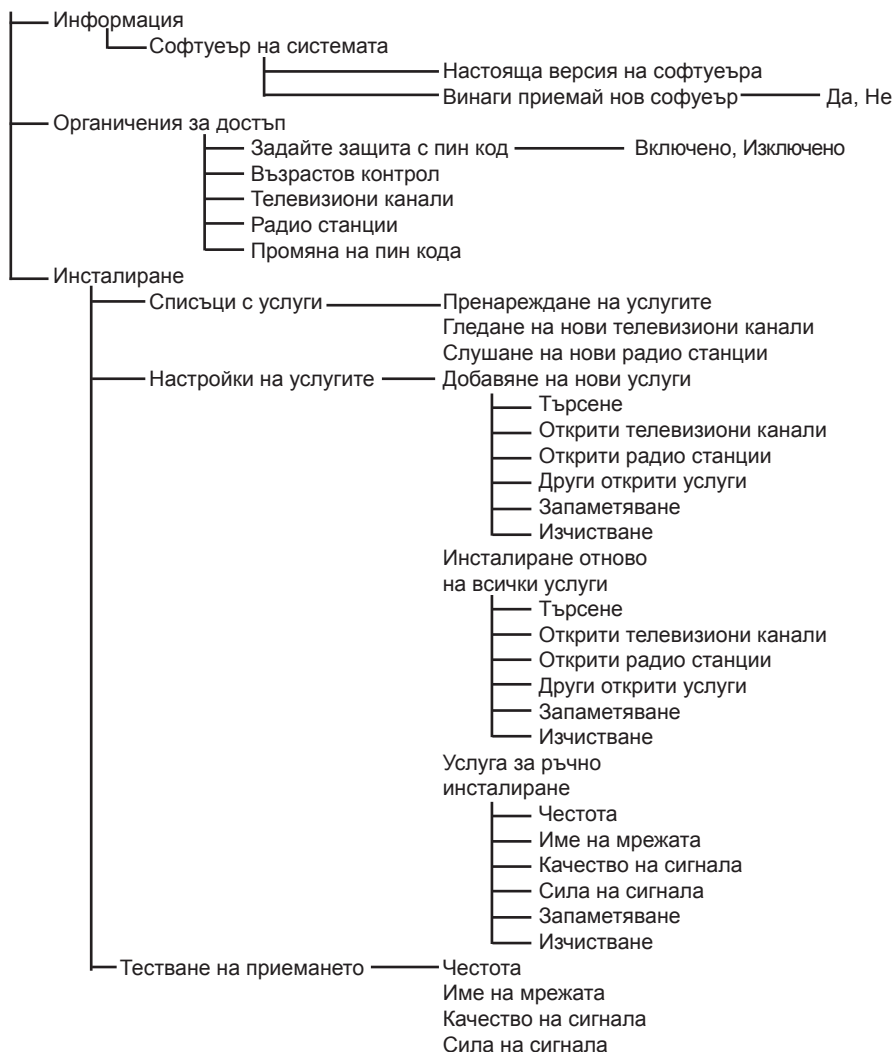 Информация
Софтуеър на системата
Настояща версия на софтуеъра
Винаги приемай нов софуеър Да, Не
Органичения за достъп
Задайте защита с пин код Включено, Изключено
Възрастов контрол
Телевизиони канали
Радио станции
Промяна на пин кода
Инсталиране
Списъци с услуги Пренареждане на услугите
Гледане на нови телевизиони канали
Слушане на нови радио станции
Настройки на услугите Добавяне на нови услуги
Търсене
Открити телевизиони канали
Открити радио станции
Други открити услуги
Запаметяване
Изчистване
Инсталиране отново
на всички услуги
Търсене
Открити телевизиони канали
Открити радио станции
Други открити услуги
Запаметяване
Изчистване
Услуга за ръчно
инсталиране
Честота
Име на мрежата
Качество на сигнала
Сила на сигнала
Запаметяване
Изчистване
Тестване на приемането Честота
Име на мрежата
Качество на сигнала
Сила на сигнала